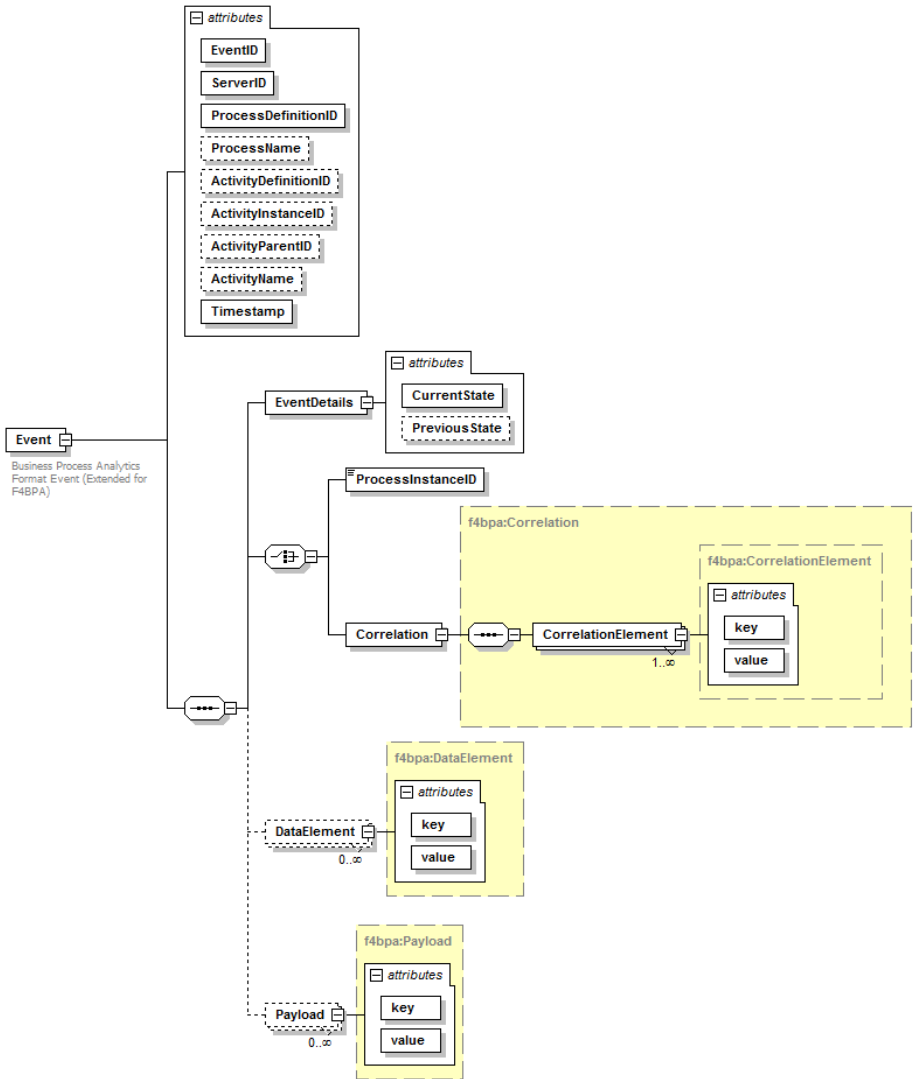 attributes
EventID
ServerID
ProcessDefinitionID
ProcessName
ActivityDefinitionID
ActivityInstanceID
ActivityParentID
ActivityName
Timestamp
attributes
EventDetails
CurrentState
PreviousState
Event
Business Process Analytics
Format Event (Extended for
F4BPA)
ProcessInstanceID
f4bpa:Correlation
f4bpa:CorrelationElement
attributes
Correlation
CorrelationElement
key
value
1..∞
f4bpa:DataElement
attributes
DataElement
key
value
0..∞
f4bpa:Payload
attributes
Payload
key
value
0..∞